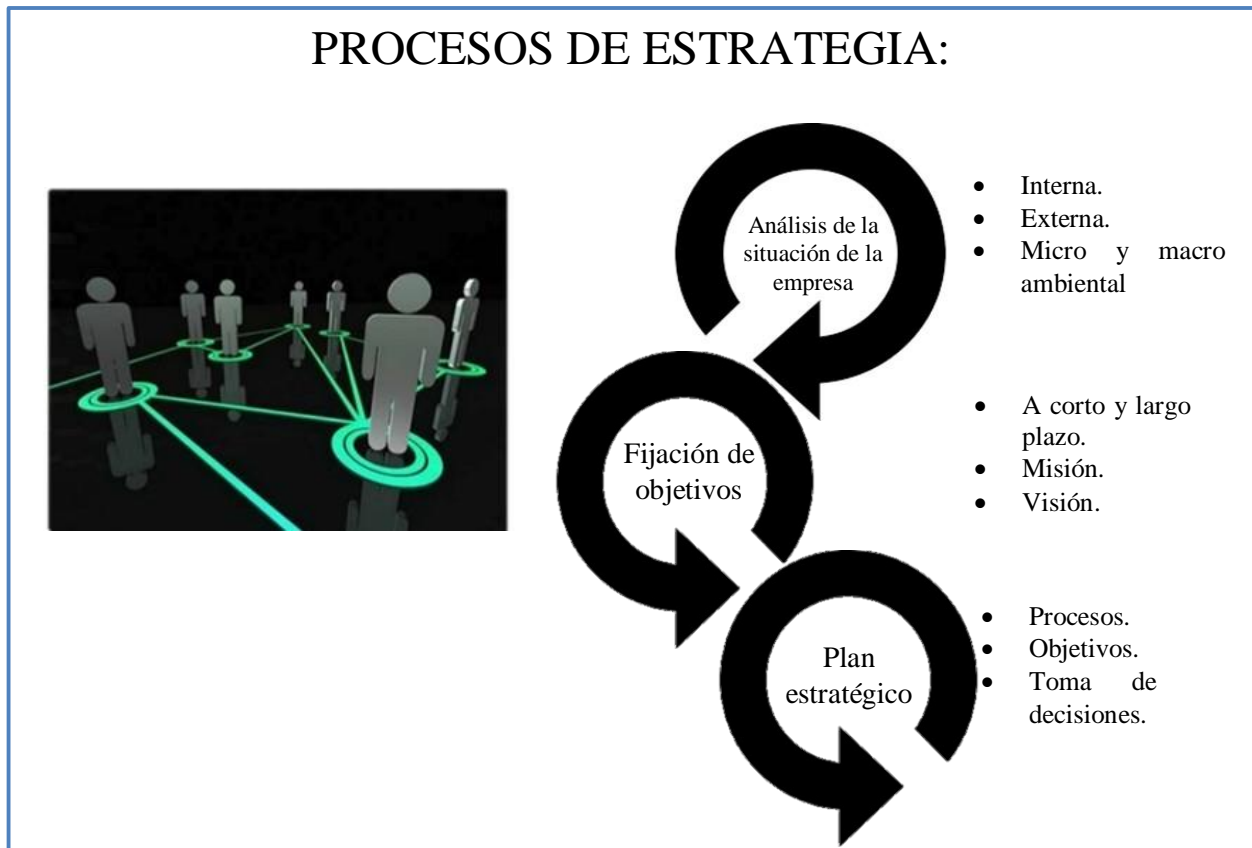 PROCESOS DE ESTRATEGIA:
Análisis de la
situación de la
empresa
• Interna.
• Externa.
• Micro y macro
ambiental
Fijación de
objetivos
• A corto y largo
plazo.
• Misión.
• Visión.
Plan
estratégico
• Procesos.
• Objetivos.
• Toma de
decisiones.